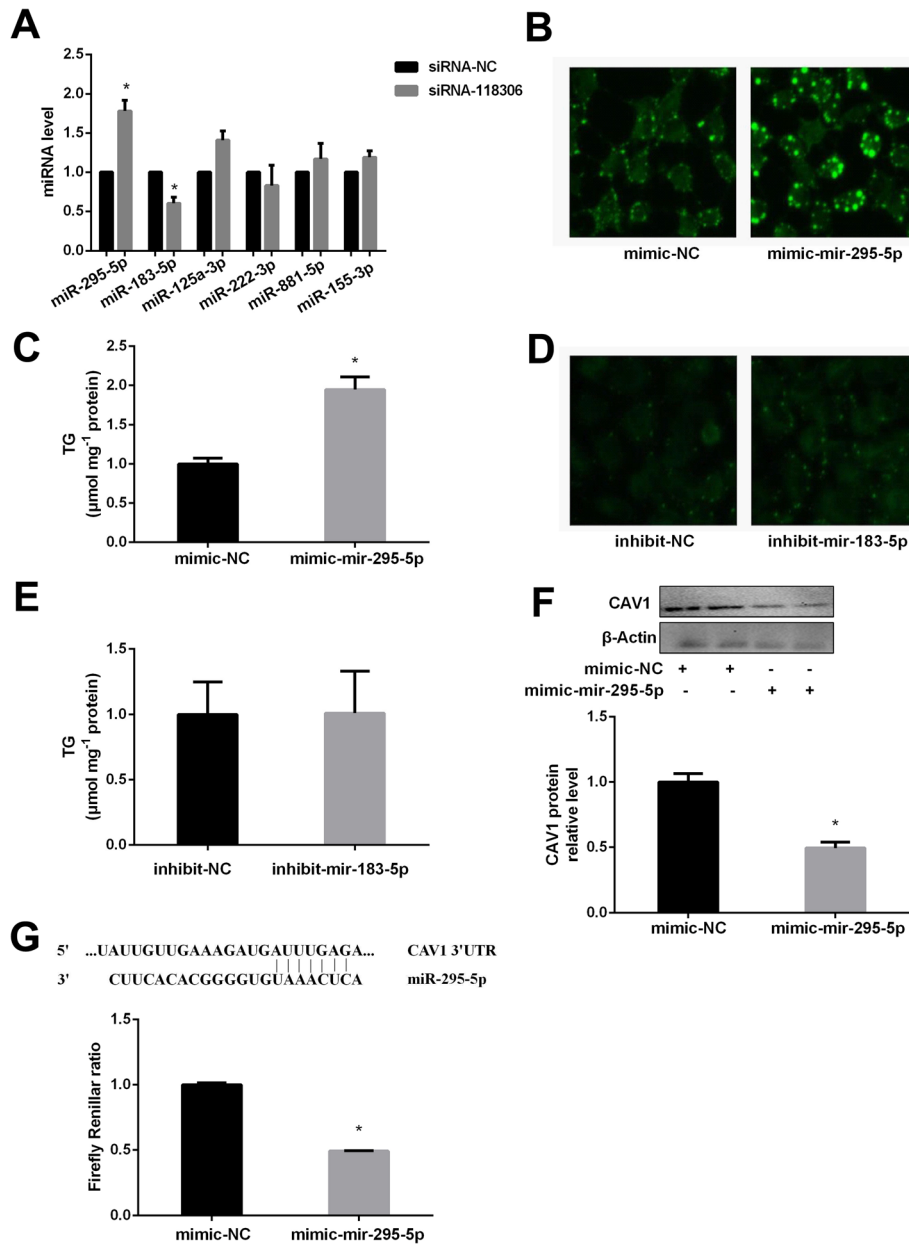 A
miRNA level
2.5
2.0
1.5
1.0
0.5
0.0
*
*
siRNA-NC
siRNA-118306
miR-295-5p
miR-183-5p
miR-125a-3p
miR-222-3p
miR-881-5p
miR-155-3p
B
mimic-NC mimic-mir-295-5p
C
TG
(μmol mg-1 protein)
2.5
2.0
1.5
1.0
0.5
0.0
*
mimic-NC mimic-mir-295-5p
D
inhibit-NC inhibit-mir-183-5p
E
TG
(μmol mg-1 protein)
1.5
1.0
0.5
0.0
inhibit-NC inhibit-mir-183-5p
F
CAV1
β-Actin
mimic-NC + + - -
mimic-mir-295-5p - - + +
CAV1 protein
relative level
1.5
1.0
0.5
0.0
*
mimic-NC mimic-mir-295-5p
G
5' ...UAUUGUUGAAAGAUGAUUUGAGA... CAV1 3'UTR
3' CUUCACACGGGGUGUAAACUCA miR-295-5p
Firefly Renillar ratio
1.5
1.0
0.5
0.0
*
mimic-NC mimic-mir-295-5p